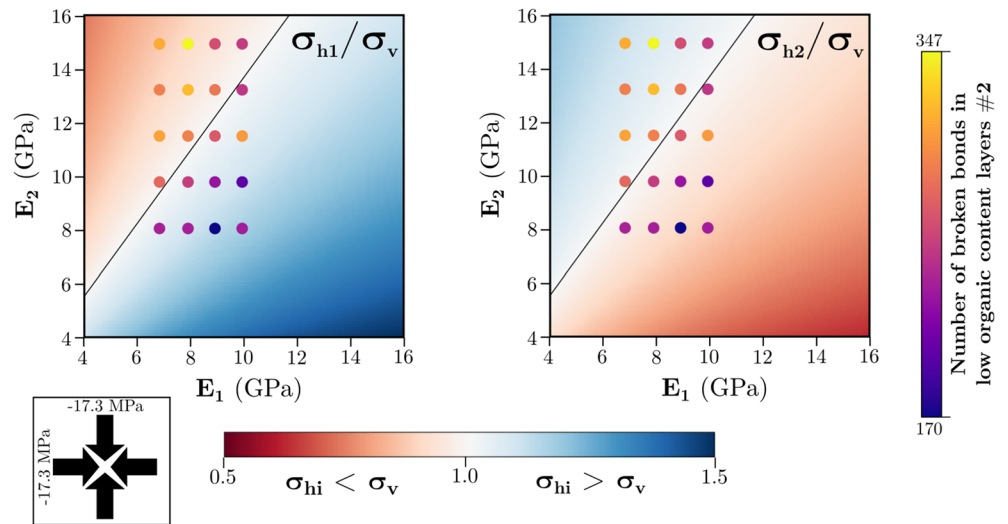 16
14
12
10
8
6
4
E₂ (GPa)
σh1/σv
4
6
8
10
12
14
16
E₁ (GPa)
16
14
12
10
8
6
4
E₂ (GPa)
σh2/σv
4
6
8
10
12
14
16
E₁ (GPa)
347
170
Number of broken bonds in
low organic content layers #2
-17.3 MPa
-17.3 MPa
0.5
1.0
1.5
σhi < σv
σhi > σv